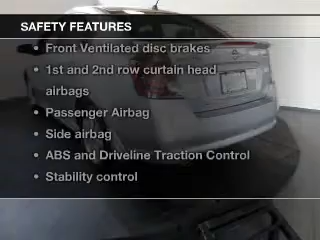 SAFETY FEATURES
• Front Ventilated disc brakes
• 1st and 2nd row curtain head
airbags
• Passenger Airbag
• Side airbag
• ABS and Driveline Traction Control
• Stability control